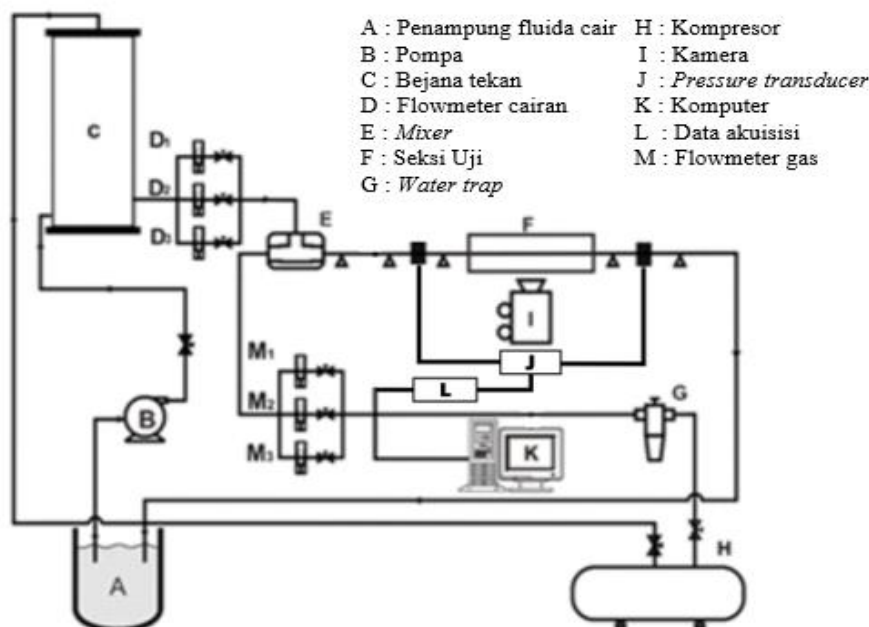 A : Penampung fluida cair
B : Pompa
C : Bejana tekan
D : Flowmeter cairan
E : Mixer
F : Seksi Uji
G : Water trap
H : Kompresor
I : Kamera
J : Pressure transducer
K : Komputer
L : Data akuisisi
M : Flowmeter gas
C
D1
D2
D3
E
F
I
J
L
M1
M2
M3
K
G
B
A
H